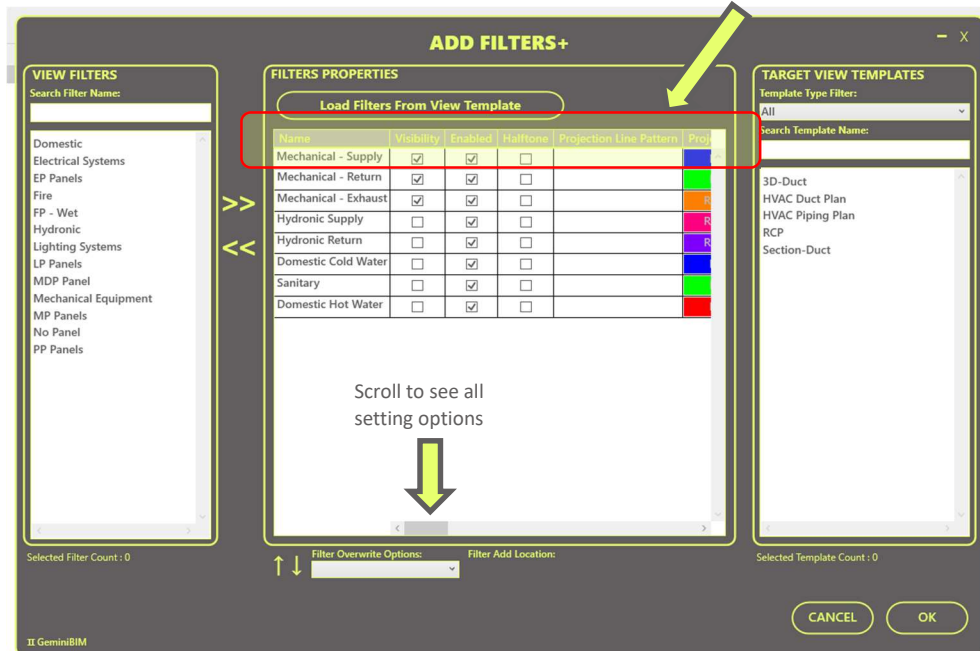 ADD FILTERS+
– X
VIEW FILTERS
Search Filter Name:
Domestic
Electrical Systems
EP Panels
Fire
FP - Wet
Hydronic
Lighting Systems
LP Panels
MDP Panel
Mechanical Equipment
MP Panels
No Panel
PP Panels
Selected Filter Count : 0
>>
<<
FILTERS PROPERTIES
Load Filters From View Template
Name Visibility Enabled Halftone Projection Line Pattern Proj
Mechanical - Supply
Mechanical - Return
Mechanical - Exhaust R
Hydronic Supply R
Hydronic Return R
Domestic Cold Water
Sanitary
Domestic Hot Water
Scroll to see all
setting options
↑ ↓ Filter Overwrite Options: Filter Add Location:
TARGET VIEW TEMPLATES
Template Type Filter:
All
Search Template Name:
3D-Duct
HVAC Duct Plan
HVAC Piping Plan
RCP
Section-Duct
Selected Template Count : 0
CANCEL OK
II GeminiBIM